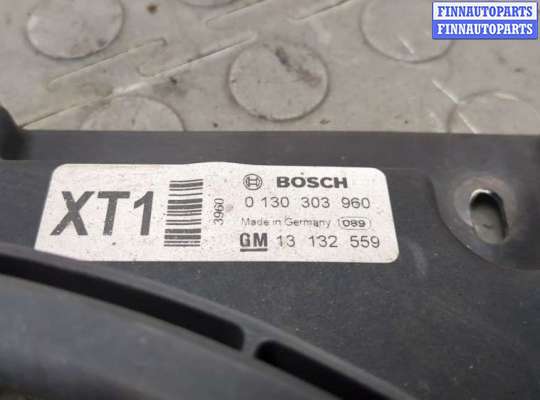 FINNAUTOPARTS
FINNAUTOPARTS
XT1
3960
BOSCH
0 130 303 960
Made in Germany 089
GM 13 132 559